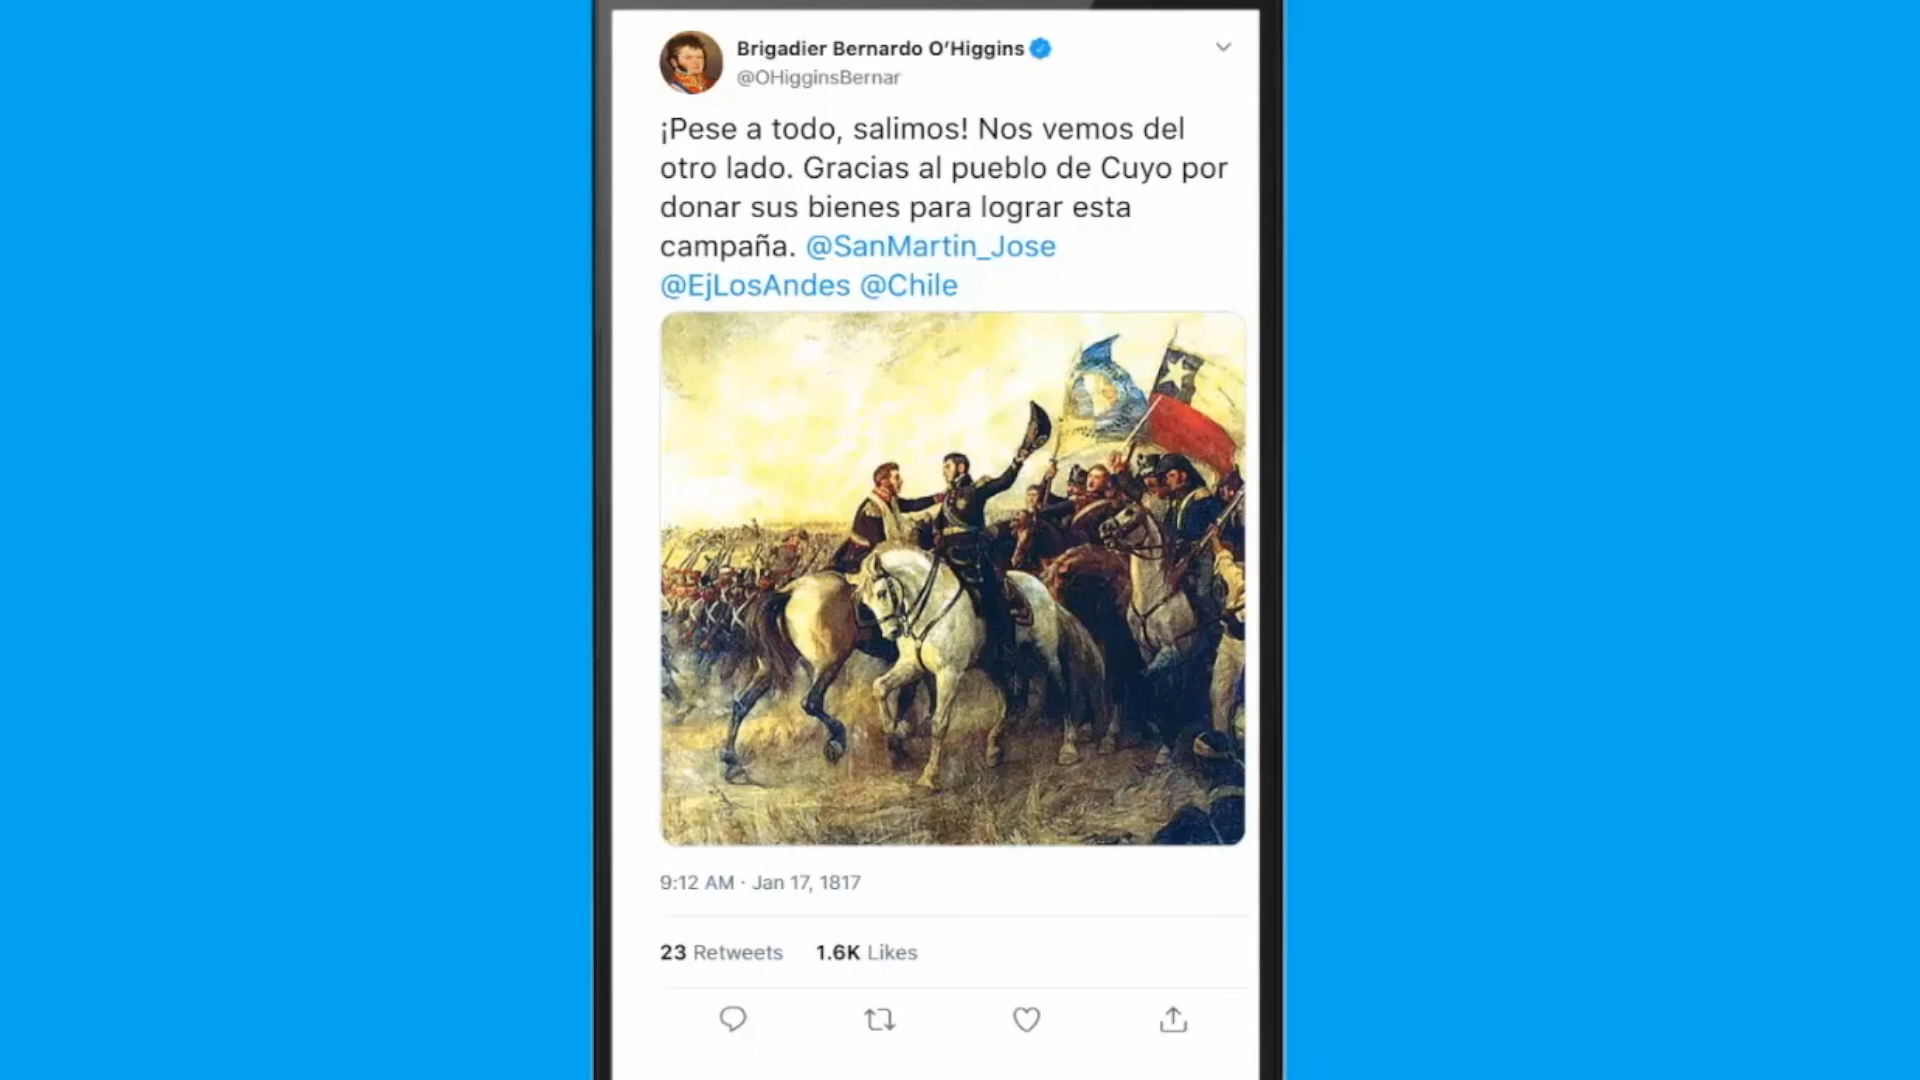 Brigadier Bernardo O’Higgins
@OHigginsBernar
¡Pese a todo, salimos! Nos vemos del
otro lado. Gracias al pueblo de Cuyo por
donar sus bienes para lograr esta
campaña. @SanMartin_Jose
@EjLosAndes @Chile
9:12 AM · Jan 17, 1817
23 Retweets 1.6K Likes